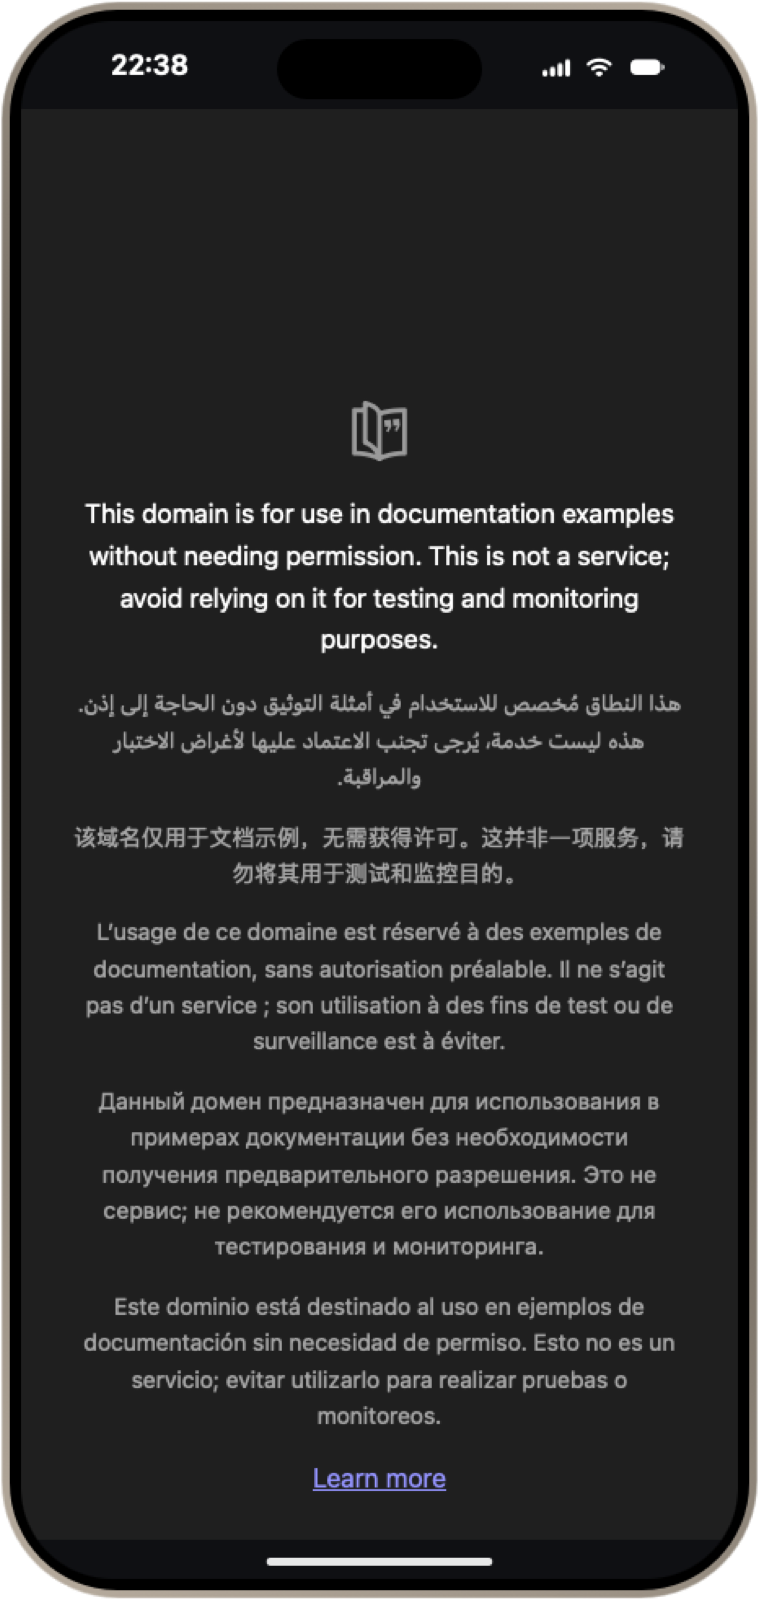 22:38
This domain is for use in documentation examples
without needing permission. This is not a service;
avoid relying on it for testing and monitoring
purposes.
هذا النطاق مُخصص للاستخدام في أمثلة التوثيق دون الحاجة إلى إذن.
هذه ليست خدمة، يُرجى تجنب الاعتماد عليها لأغراض الاختبار
والمراقبة.
该域名仅用于文档示例，无需获得许可。这并非一项服务，请
勿将其用于测试和监控目的。
L’usage de ce domaine est réservé à des exemples de
documentation, sans autorisation préalable. Il ne s’agit
pas d’un service ; son utilisation à des fins de test ou de
surveillance est à éviter.
Данный домен предназначен для использования в
примерах документации без необходимости
получения предварительного разрешения. Это не
сервис; не рекомендуется его использование для
тестирования и мониторинга.
Este dominio está destinado al uso en ejemplos de
documentación sin necesidad de permiso. Esto no es un
servicio; evitar utilizarlo para realizar pruebas o
monitoreos.
Learn more